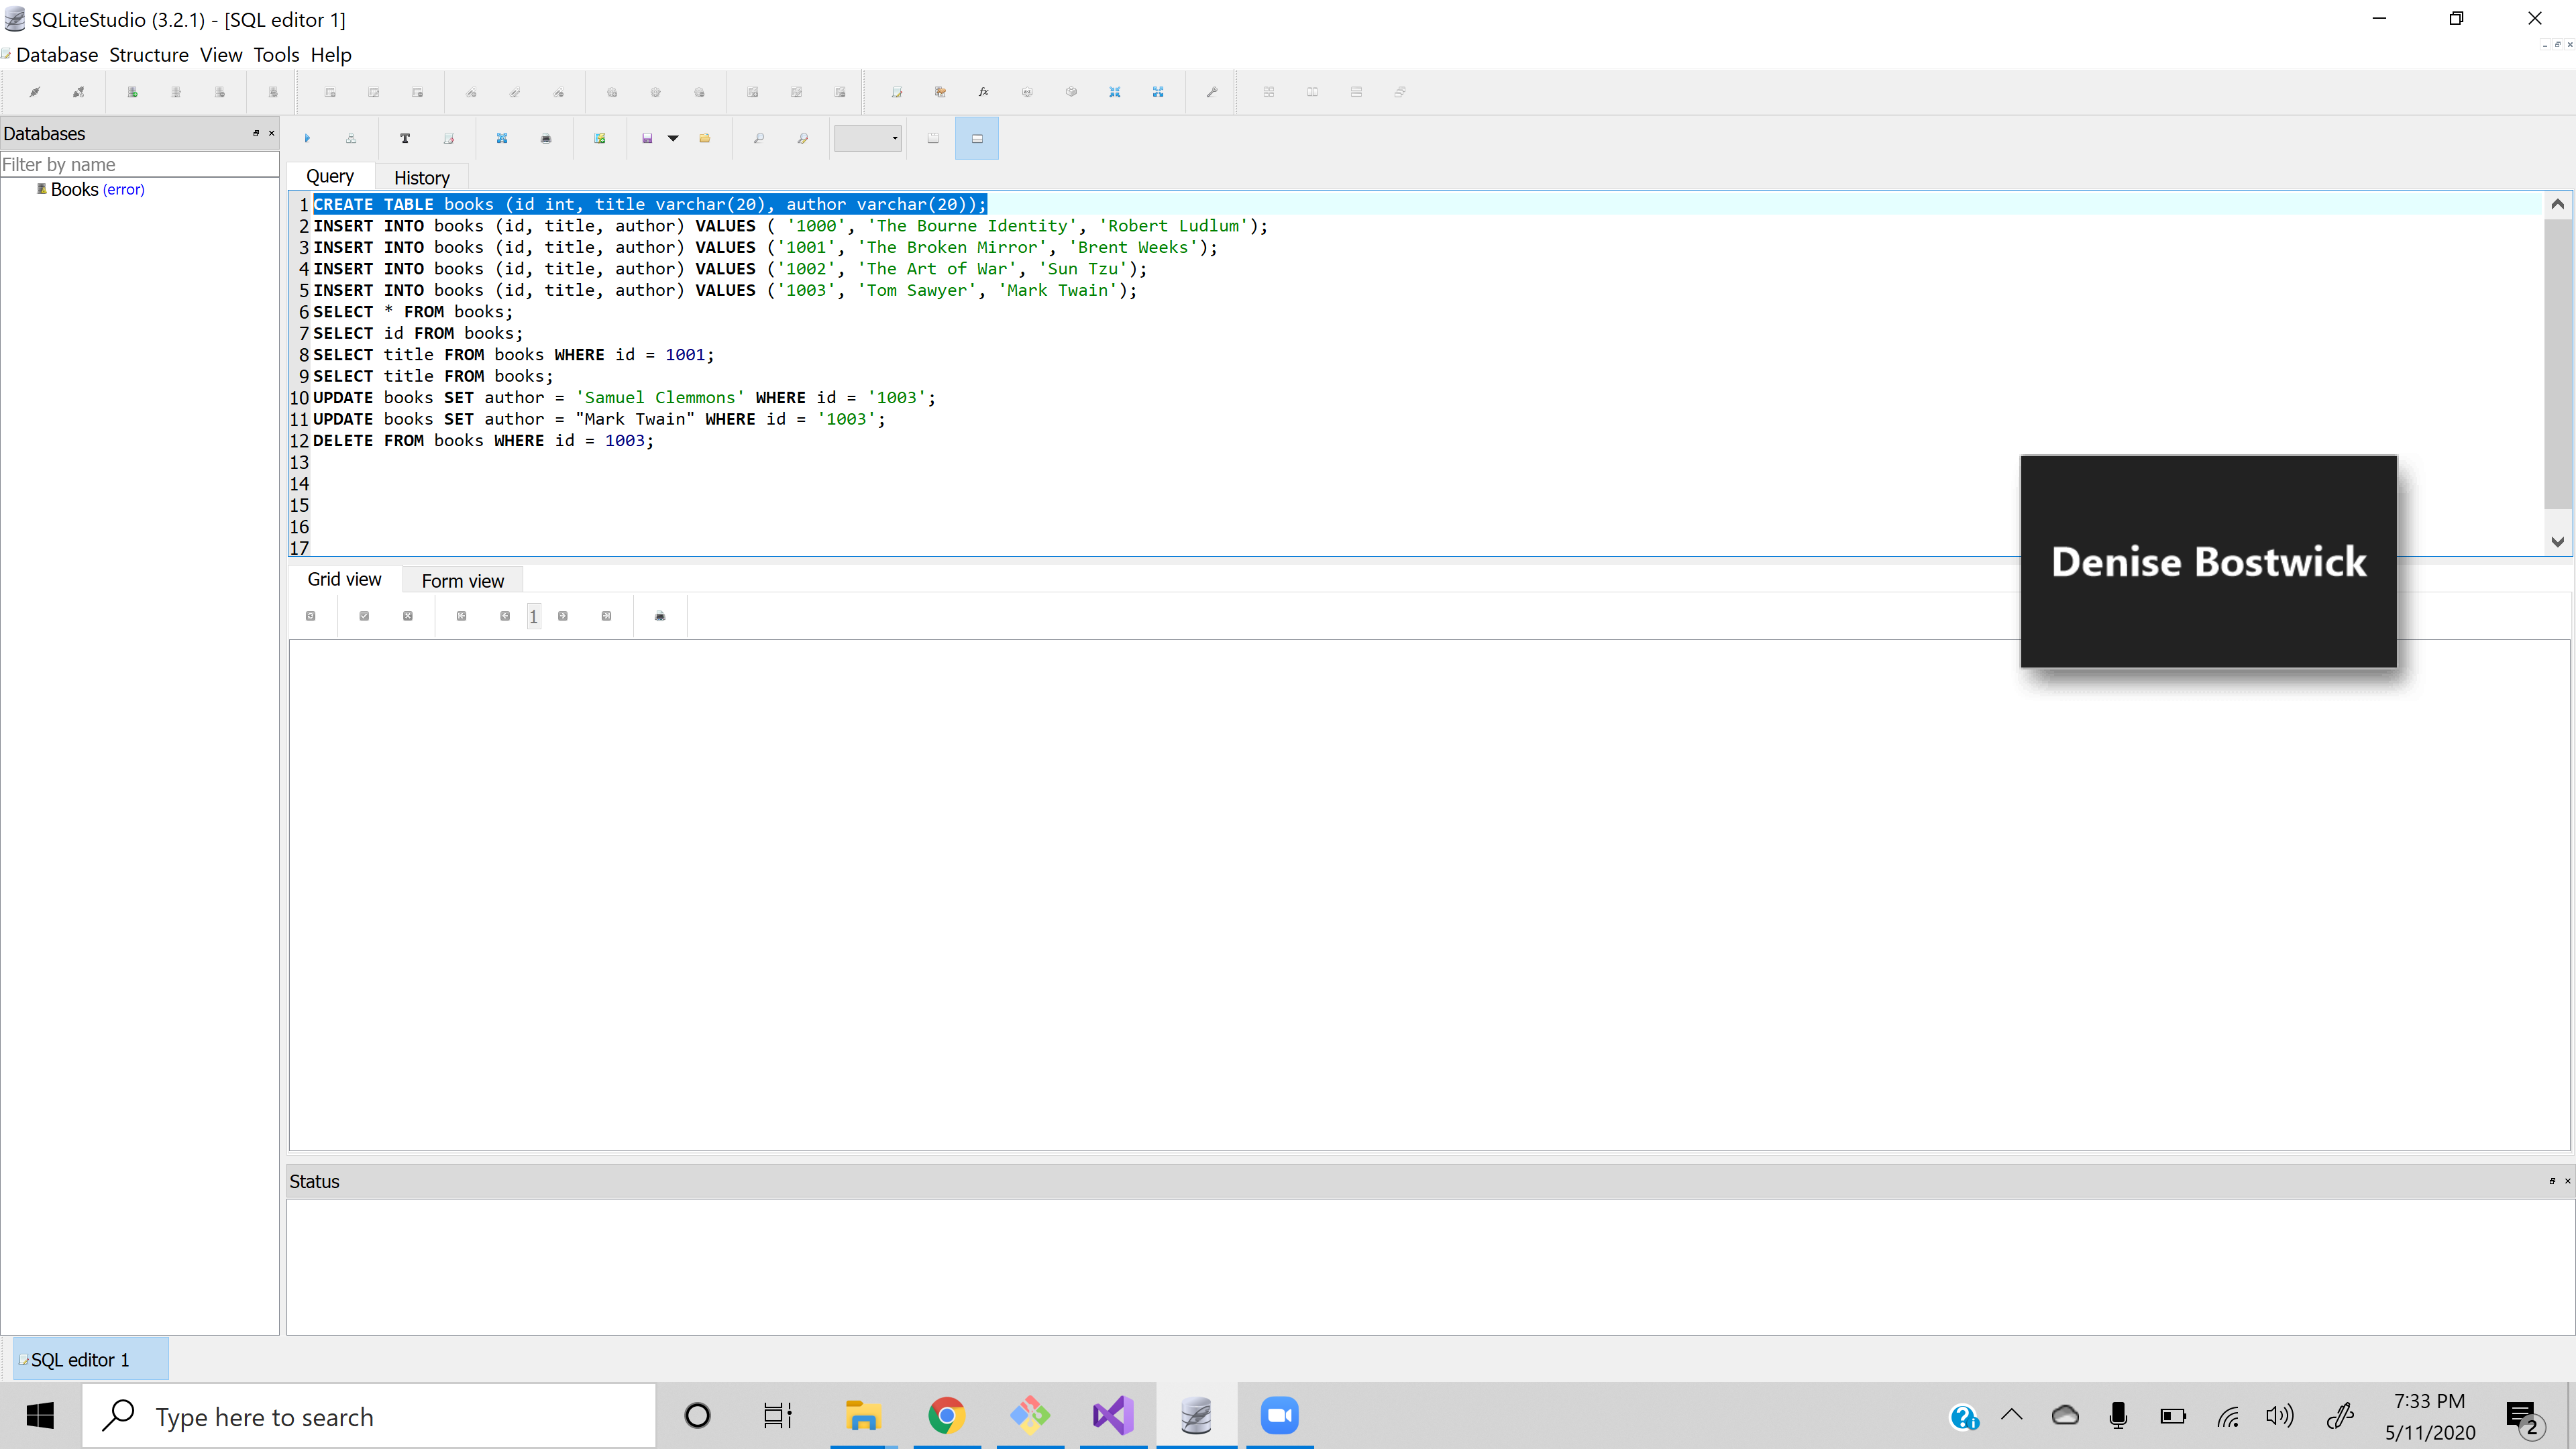 SQLiteStudio (3.2.1) - [SQL editor 1]
Database Structure View Tools Help
Databases
Filter by name
Books (error)
Query History
1 CREATE TABLE books (id int, title varchar(20), author varchar(20));
2 INSERT INTO books (id, title, author) VALUES ( '1000', 'The Bourne Identity', 'Robert Ludlum');
3 INSERT INTO books (id, title, author) VALUES ('1001', 'The Broken Mirror', 'Brent Weeks');
4 INSERT INTO books (id, title, author) VALUES ('1002', 'The Art of War', 'Sun Tzu');
5 INSERT INTO books (id, title, author) VALUES ('1003', 'Tom Sawyer', 'Mark Twain');
6 SELECT * FROM books;
7 SELECT id FROM books;
8 SELECT title FROM books WHERE id = 1001;
9 SELECT title FROM books;
10 UPDATE books SET author = 'Samuel Clemmons' WHERE id = '1003';
11 UPDATE books SET author = "Mark Twain" WHERE id = '1003';
12 DELETE FROM books WHERE id = 1003;
13
14
15
16
17
Denise Bostwick
Grid view Form view
1
Status
SQL editor 1
Type here to search
7:33 PM
5/11/2020
2